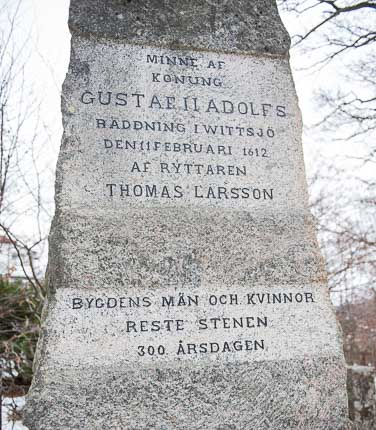 MINNE AF
KONUNG
GUSTAF II ADOLFS
RÄDDNING I WITTSJÖ
DEN 11 FEBRUARI 1612
AF RYTTAREN
THOMAS LARSSON
BYGDENS MÄN OCH KVINNOR
RESTE STENEN
300 ÅRSDAGEN